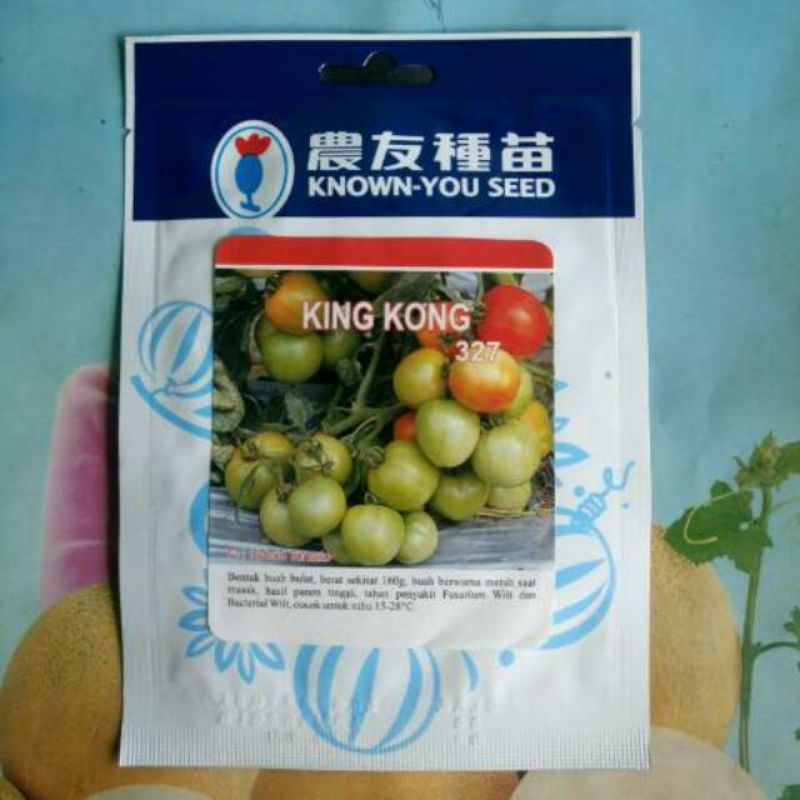 農友種苗
KNOWN-YOU SEED
KING KONG
327
Bentuk buah bulat, berat sekitar 160g, buah berwarna merah saat
masak, hasil panen tinggi, tahan penyakit Fusarium Wilt dan
Bacterial Wilt, cocok untuk suhu 15-28°C